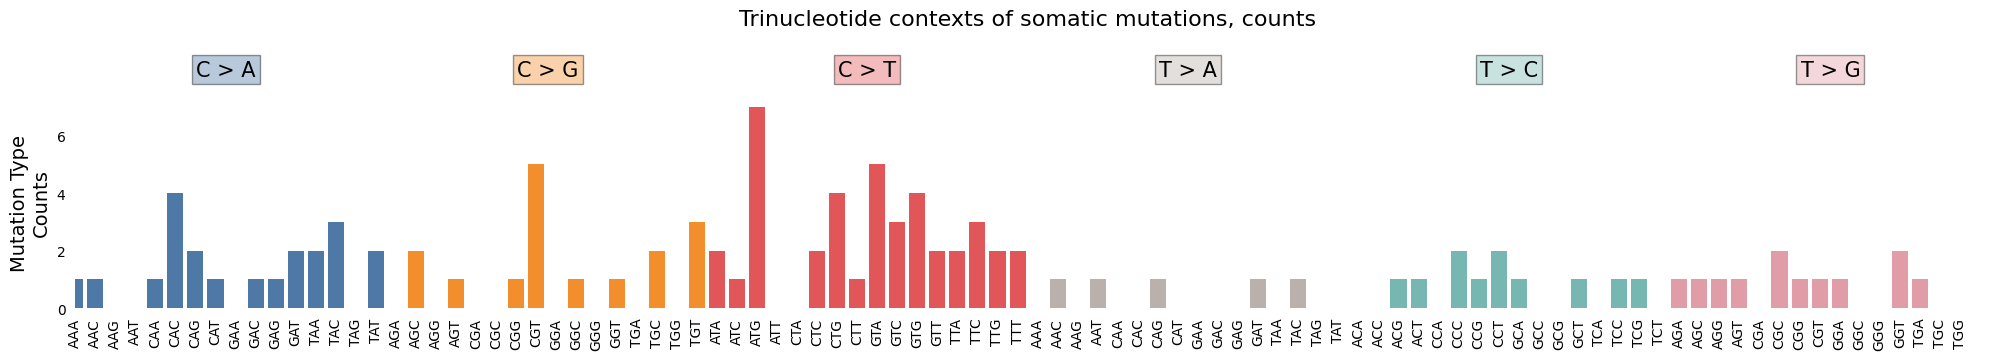 Trinucleotide contexts of somatic mutations, counts
C > A
C > G
C > T
T > A
T > C
T > G
Mutation Type
Counts
6
4
2
0
AAA AAC AAG AAT CAA CAC CAG CAT GAA GAC GAG GAT TAA TAC TAG TAT AGA AGC AGG AGT CGA CGC CGG CGT GGA GGC GGG GGT TGA TGC TGG TGT ATA ATC ATG ATT CTA CTC CTG CTT GTA GTC GTG GTT TTA TTC TTG TTT AAA AAC AAG AAT CAA CAC CAG CAT GAA GAC GAG GAT TAA TAC TAG TAT ACA ACC ACG ACT CCA CCC CCG CCT GCA GCC GCG GCT TCA TCC TCG TCT AGA AGC AGG AGT CGA CGC CGG CGT GGA GGC GGG GGT TGA TGC TGG